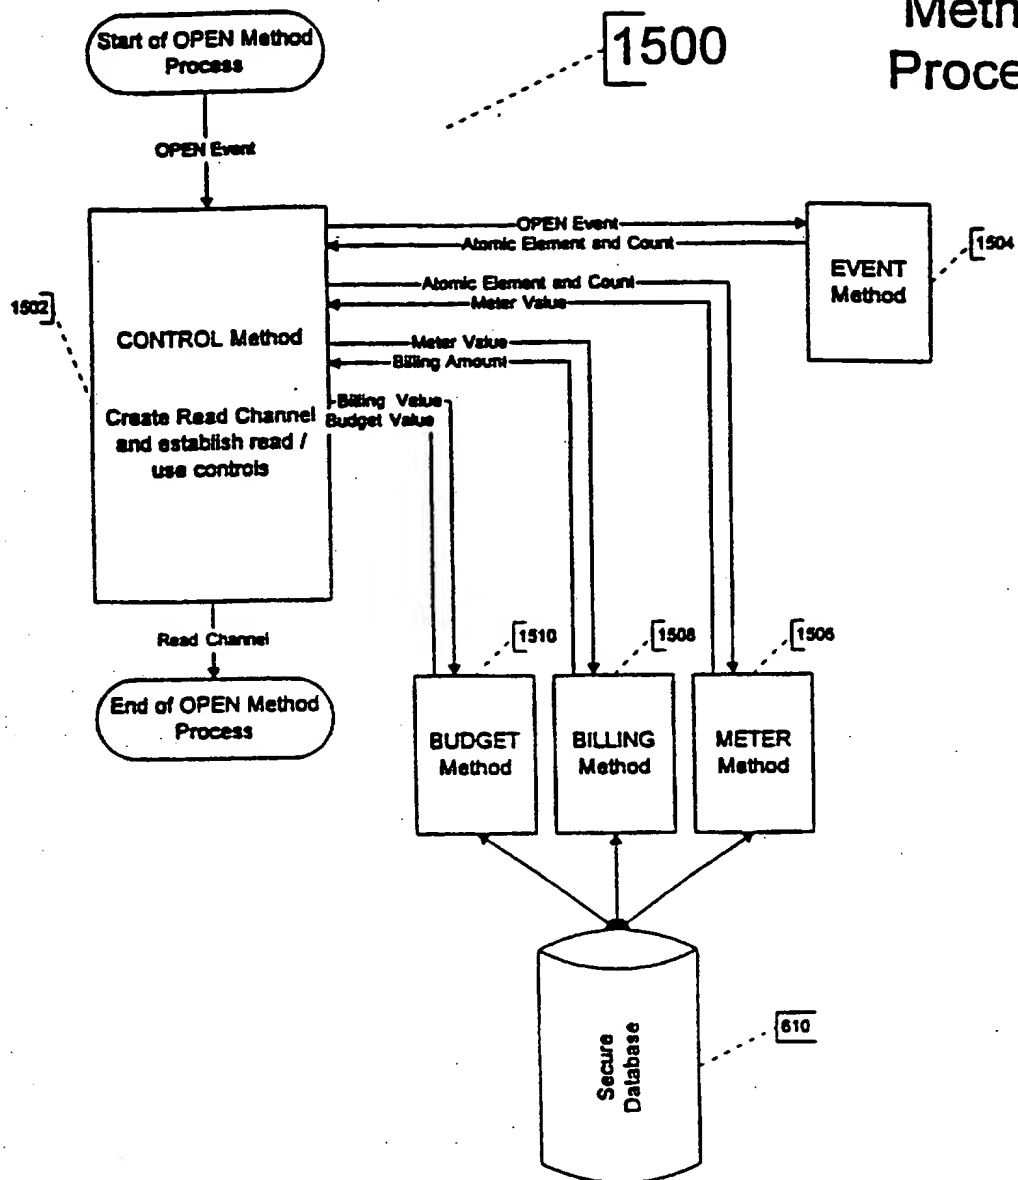 Start of OPEN Method
Process
1500
OPEN Event
OPEN Event
Atomic Element and Count
EVENT
Method
1504
Atomic Element and Count
Meter Value
1502
CONTROL Method
Meter Value
Billing Amount
Billing Value
Budget Value
Create Read Channel
and establish read /
use controls
Read Channel
1510
1508
1506
End of OPEN Method
Process
BUDGET
Method
BILLING
Method
METER
Method
Secure
Database
610